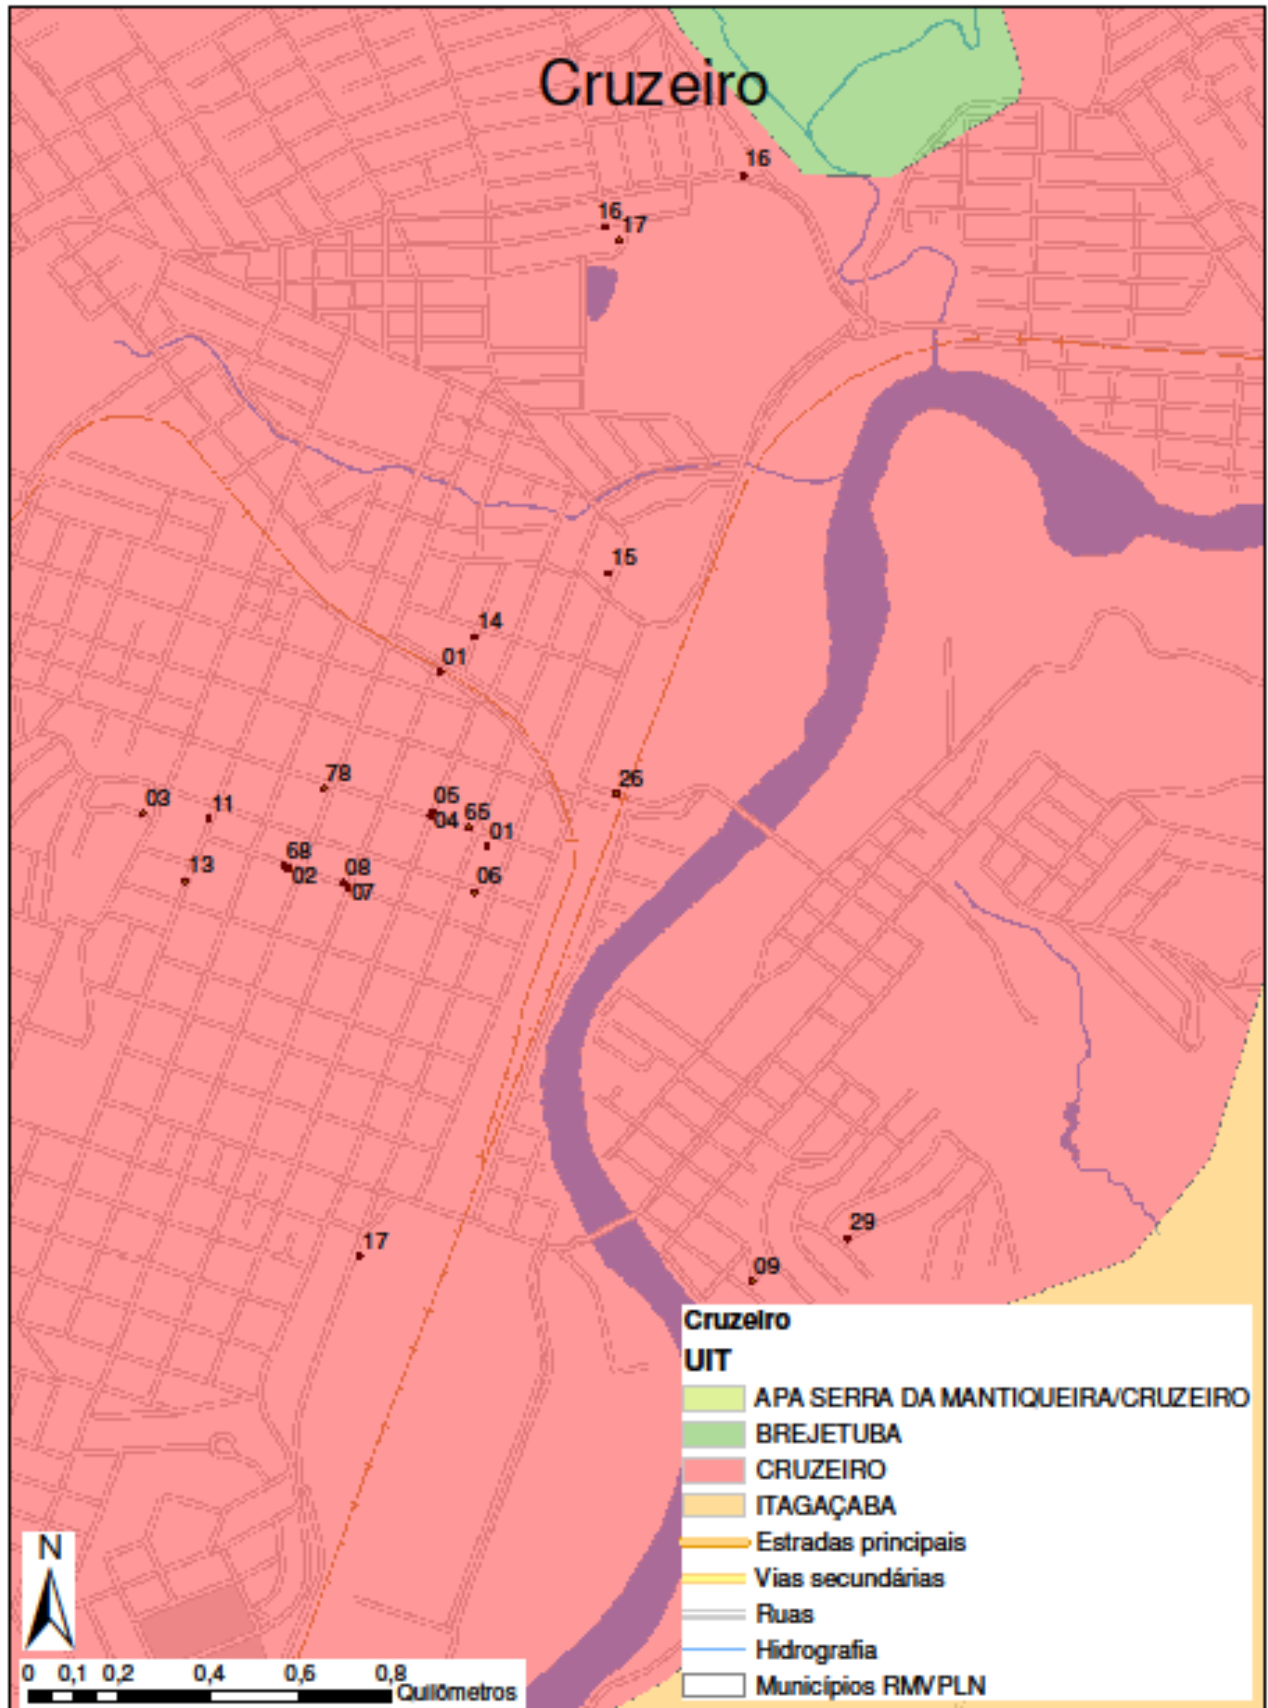 Cruzeiro
16
16
17
15
14
01
26
78
05
03
11
04
65
01
68
02
13
08
07
06
17
29
09
Cruzeiro
UIT
APA SERRA DA MANTIQUEIRA/CRUZEIRO
BREJETUBA
CRUZEIRO
ITAGAÇABA
Estradas principais
Vias secundárias
Ruas
Hidrografia
Municípios RMVPLN
N
0 0,1 0,2 0,4 0,6 0,8
Quilômetros